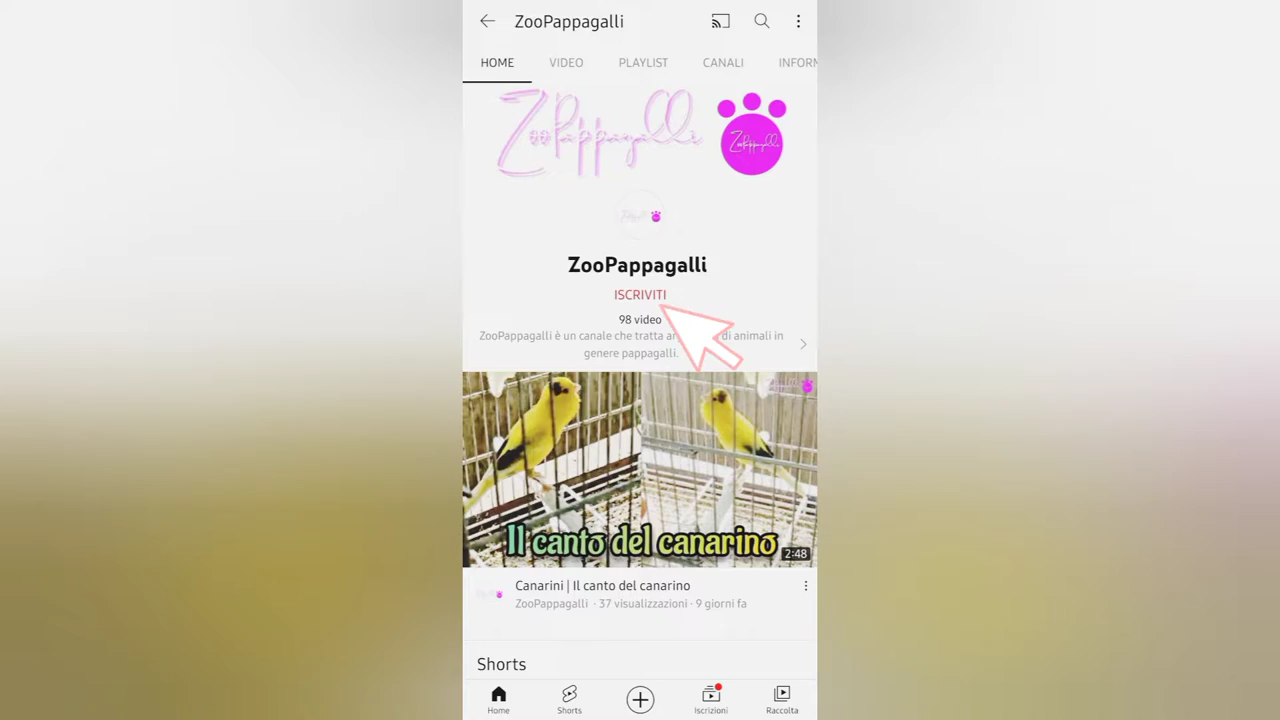 ZooPappagalli
HOME VIDEO PLAYLIST CANALI INFORM
ZooPappagalli
ZooPappagalli
ZooPappagalli
ISCRIVITI
98 video
ZooPappagalli è un canale che tratta di animali in
genere pappagalli.
Il canto del canarino
2:48
Canarini | Il canto del canarino
ZooPappagalli · 37 visualizzazioni · 9 giorni fa
Shorts
Home Shorts Iscrizioni Raccolta